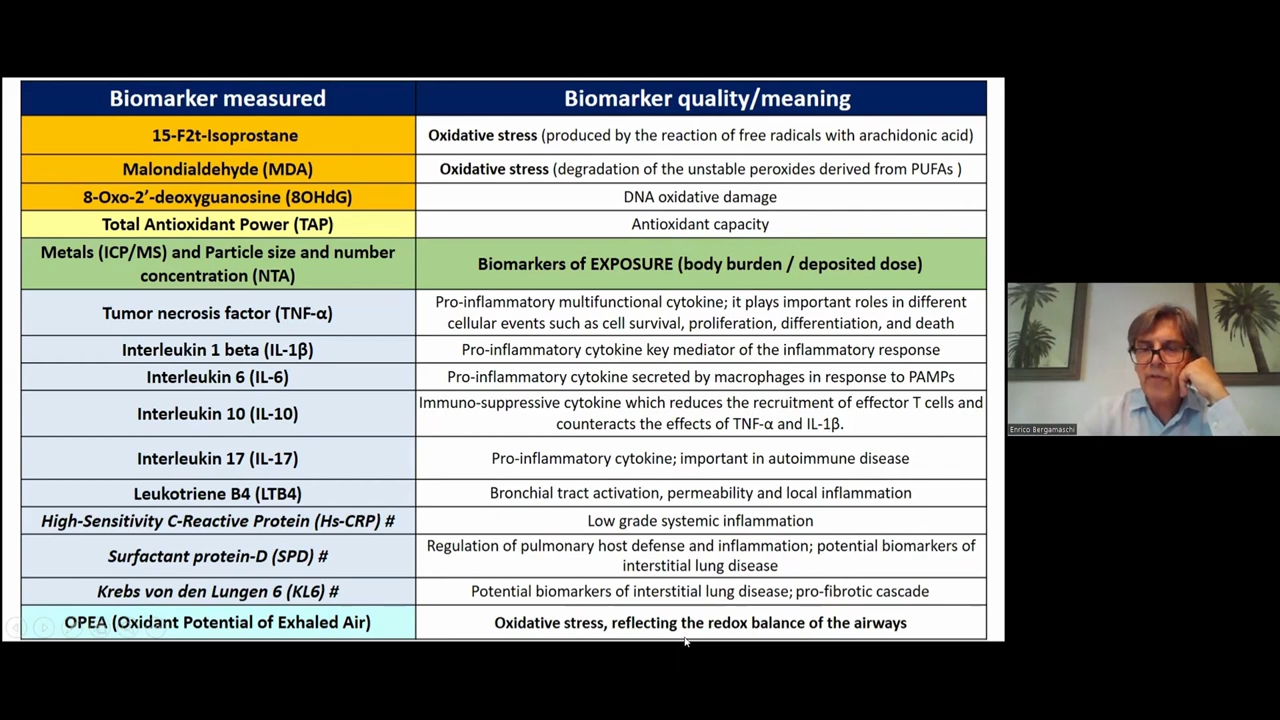 Biomarker measured
Biomarker quality/meaning
15-F2t-Isoprostane
Oxidative stress (produced by the reaction of free radicals with arachidonic acid)
Malondialdehyde (MDA)
Oxidative stress (degradation of the unstable peroxides derived from PUFAs )
8-Oxo-2’-deoxyguanosine (8OHdG)
DNA oxidative damage
Total Antioxidant Power (TAP)
Antioxidant capacity
Metals (ICP/MS) and Particle size and number
concentration (NTA)
Biomarkers of EXPOSURE (body burden / deposited dose)
Tumor necrosis factor (TNF-α)
Pro-inflammatory multifunctional cytokine; it plays important roles in different
cellular events such as cell survival, proliferation, differentiation, and death
Interleukin 1 beta (IL-1β)
Pro-inflammatory cytokine key mediator of the inflammatory response
Interleukin 6 (IL-6)
Pro-inflammatory cytokine secreted by macrophages in response to PAMPs
Interleukin 10 (IL-10)
Immuno-suppressive cytokine which reduces the recruitment of effector T cells and
counteracts the effects of TNF-α and IL-1β.
Interleukin 17 (IL-17)
Pro-inflammatory cytokine; important in autoimmune disease
Leukotriene B4 (LTB4)
Bronchial tract activation, permeability and local inflammation
High-Sensitivity C-Reactive Protein (Hs-CRP) #
Low grade systemic inflammation
Surfactant protein-D (SPD) #
Regulation of pulmonary host defense and inflammation; potential biomarkers of
interstitial lung disease
Krebs von den Lungen 6 (KL6) #
Potential biomarkers of interstitial lung disease; pro-fibrotic cascade
OPEA (Oxidant Potential of Exhaled Air)
Oxidative stress, reflecting the redox balance of the airways
Enrico Bergamaschi